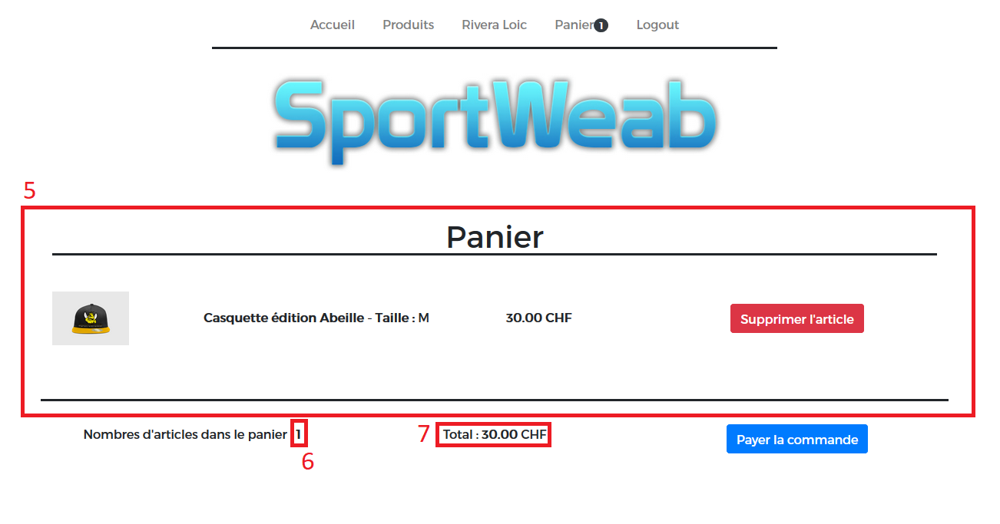 Accueil Produits Rivera Loic Panier 1 Logout
SportWeab
5
Panier
Casquette édition Abeille - Taille : M 30.00 CHF Supprimer l'article
Nombres d'articles dans le panier 1 7 Total : 30.00 CHF Payer la commande
6